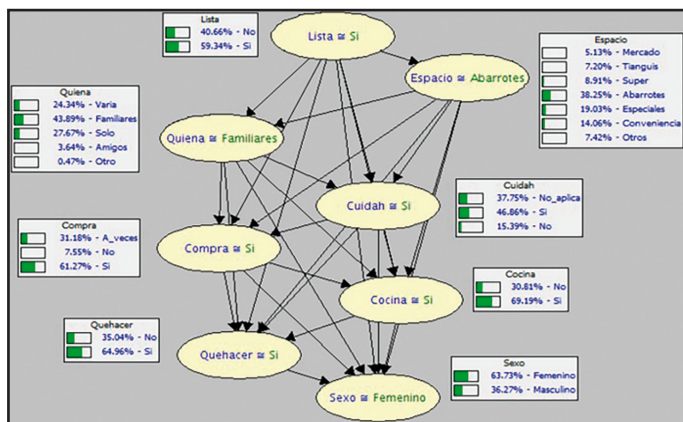 Lista
40.66% - No
59.34% - Si
Lista ≅ Si
Espacio
5.13% - Mercado
7.20% - Tianguis
8.91% - Super
38.25% - Abarrotes
19.03% - Especiales
14.06% - Conveniencia
7.42% - Otros
Espacio ≅ Abarrotes
Quiena
24.34% - Varia
43.89% - Familiares
27.67% - Solo
3.64% - Amigos
0.47% - Otro
Quiena ≅ Familiares
Cuidah
37.75% - No_aplica
46.86% - Si
15.39% - No
Cuidah ≅ Si
Compra
31.18% - A_veces
7.55% - No
61.27% - Si
Compra ≅ Si
Cocina
30.81% - No
69.19% - Si
Cocina ≅ Si
Quehacer
35.04% - No
64.96% - Si
Quehacer ≅ Si
Sexo
63.73% - Femenino
36.27% - Masculino
Sexo ≅ Femenino